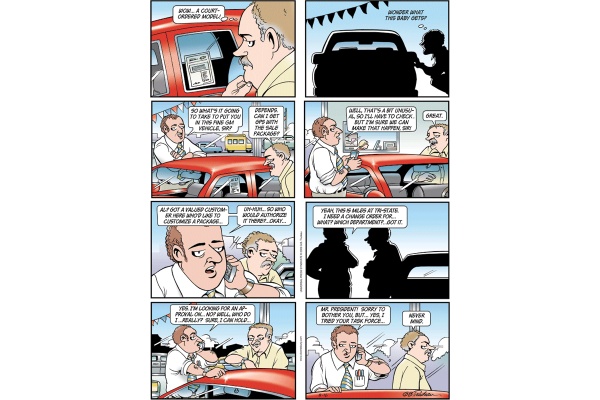 WOW... A COURT-
ORDERED MODEL!
WONDER WHAT
THIS BABY GETS?
SO WHAT'S IT GOING
TO TAKE TO PUT YOU
IN THIS FINE GM
VEHICLE, SIR?
DEPENDS.
CAN I GET
GPS WITH
THE SALE
PACKAGE?
WELL, THAT'S A BIT UNUSU-
AL, SO I'LL HAVE TO CHECK.
BUT I'M SURE WE CAN
MAKE THAT HAPPEN, SIR!
GREAT.
AL? GOT A VALUED CUSTOM-
ER HERE WHO'D LIKE TO
CUSTOMIZE A PACKAGE...
UH-HUH... SO WHO
WOULD AUTHORIZE
IT THERE?...OKAY...
YEAH, THIS IS MILES AT TRI-STATE.
I NEED A CHANGE ORDER FOR...
WHAT? WHICH DEPARTMENT?...GOT IT.
YES, I'M LOOKING FOR AN AP-
PROVAL ON... NO? WELL, WHO DO
I ...REALLY? SURE, I CAN HOLD...
MR. PRESIDENT! SORRY TO
BOTHER YOU, BUT... YES, I
TRIED YOUR TASK FORCE...
NEVER
MIND.